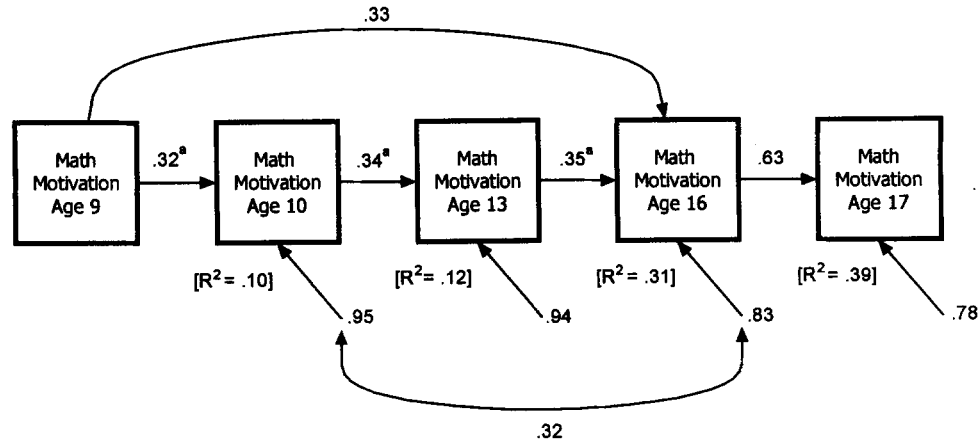 .33
Math
Motivation
Age 9
.32ª
Math
Motivation
Age 10
.34ª
Math
Motivation
Age 13
.35ª
Math
Motivation
Age 16
.63
Math
Motivation
Age 17
[R² = .10]
[R² = .12]
[R² = .31]
[R² = .39]
.95
.94
.83
.78
.32